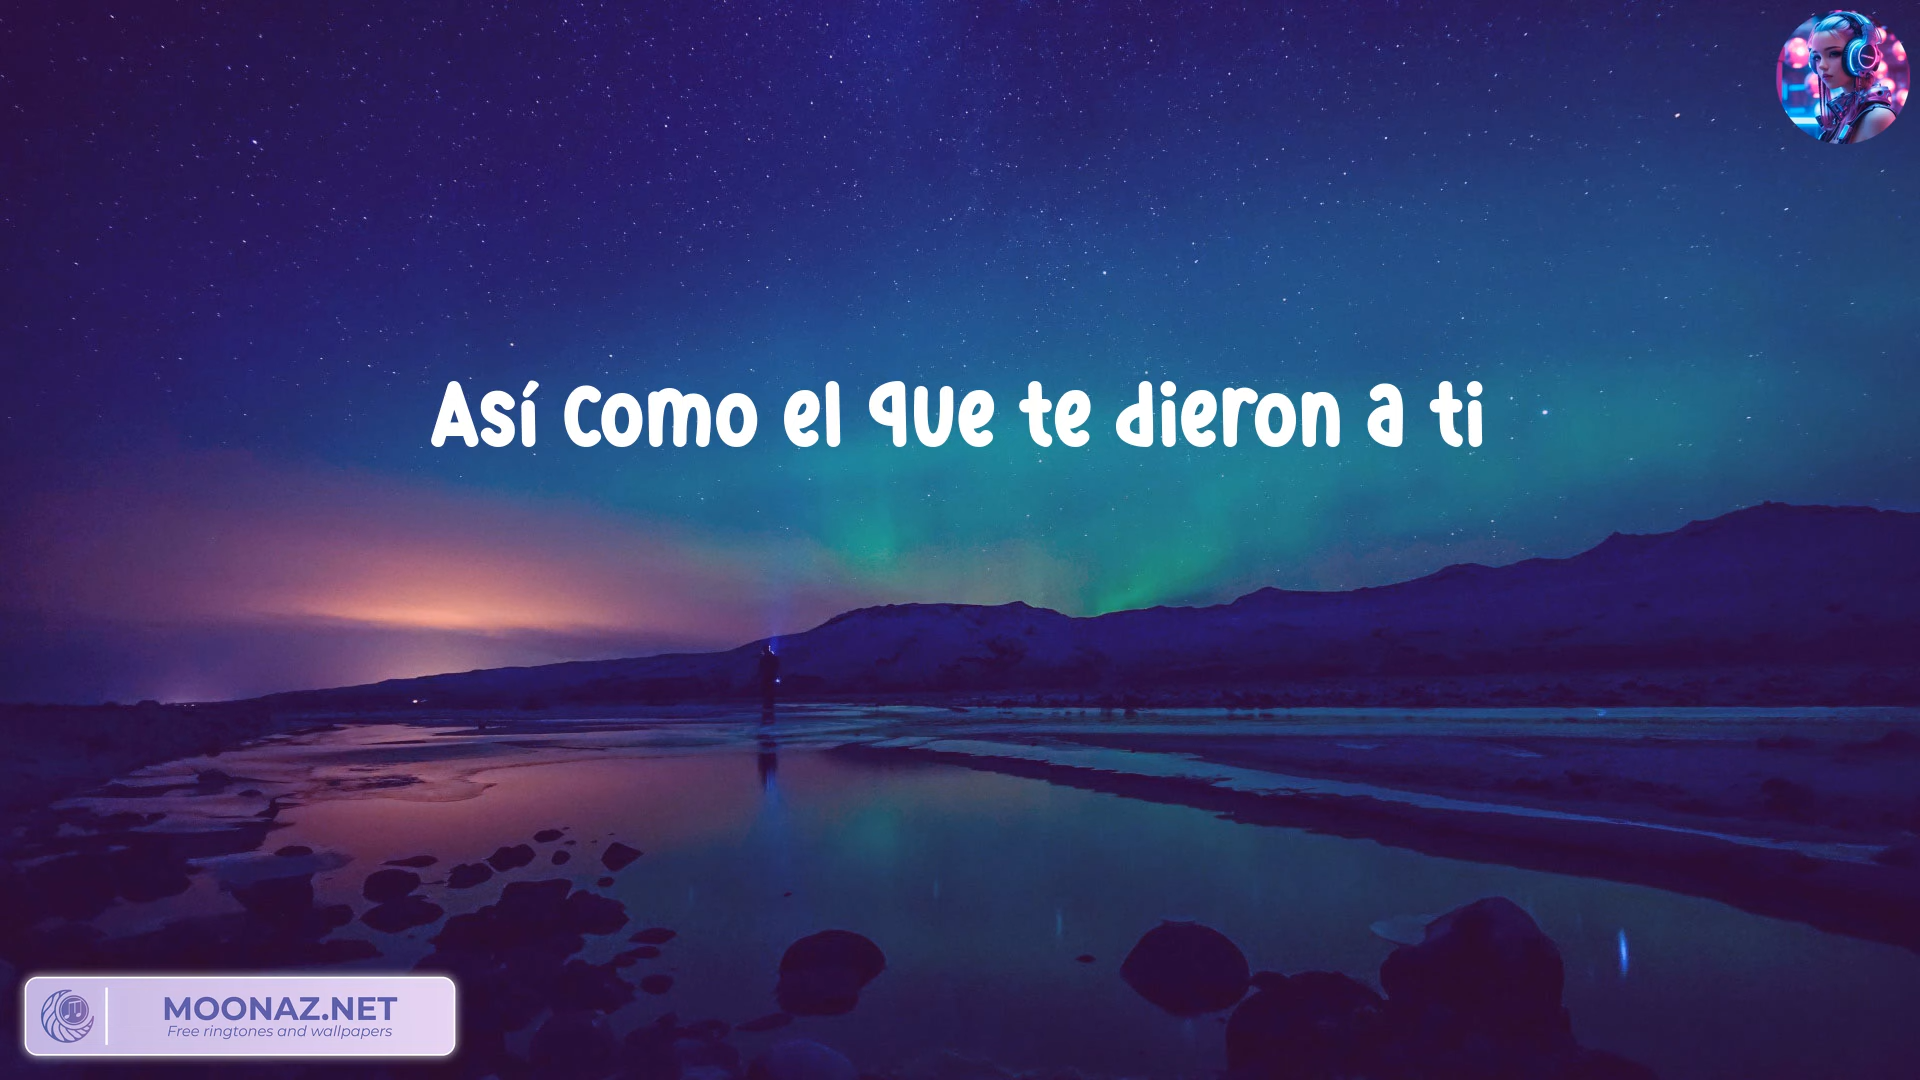 Así como el que te dieron a ti
MOONAZ.NET
Free ringtones and wallpapers